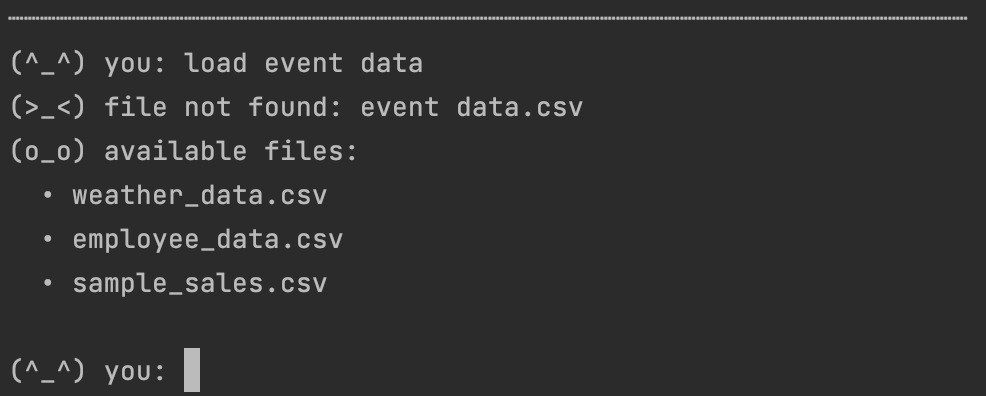 (^_^) you: load event data
(>_<) file not found: event data.csv
(o_o) available files:
• weather_data.csv
• employee_data.csv
• sample_sales.csv
(^_^) you: